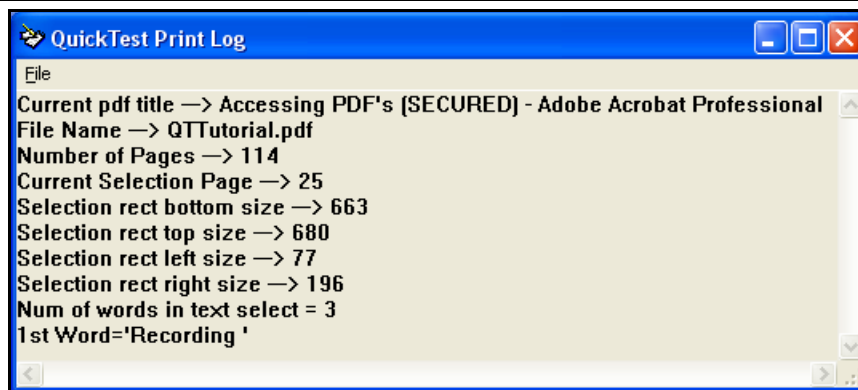 QuickTest Print Log
File
Current pdf title —> Accessing PDF's (SECURED) - Adobe Acrobat Professional
File Name —> QTTutorial.pdf
Number of Pages —> 114
Current Selection Page —> 25
Selection rect bottom size —> 663
Selection rect top size —> 680
Selection rect left size —> 77
Selection rect right size —> 196
Num of words in text select = 3
1st Word='Recording '